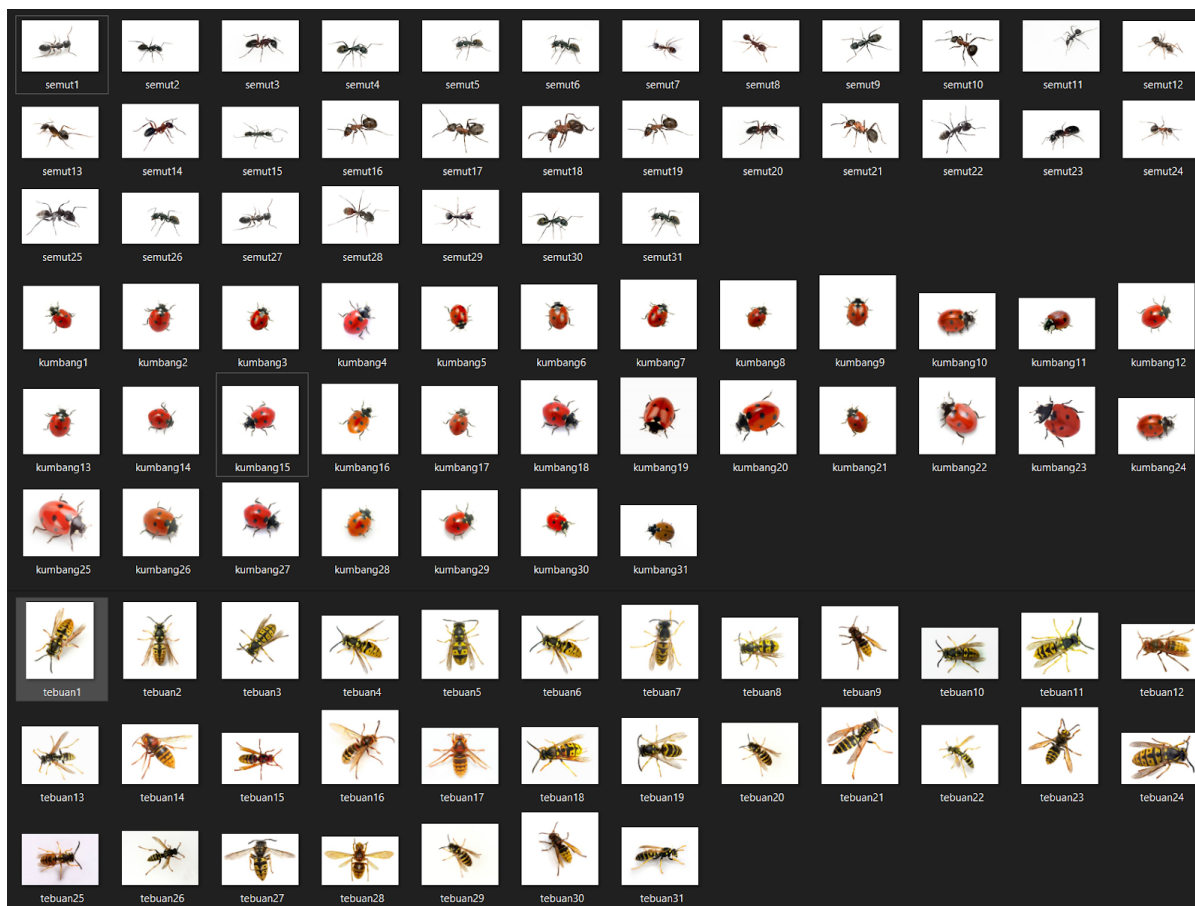 semut1 semut2 semut3 semut4 semut5 semut6 semut7 semut8 semut9 semut10 semut11 semut12
semut13 semut14 semut15 semut16 semut17 semut18 semut19 semut20 semut21 semut22 semut23 semut24
semut25 semut26 semut27 semut28 semut29 semut30 semut31
kumbang1 kumbang2 kumbang3 kumbang4 kumbang5 kumbang6 kumbang7 kumbang8 kumbang9 kumbang10 kumbang11 kumbang12
kumbang13 kumbang14 kumbang15 kumbang16 kumbang17 kumbang18 kumbang19 kumbang20 kumbang21 kumbang22 kumbang23 kumbang24
kumbang25 kumbang26 kumbang27 kumbang28 kumbang29 kumbang30 kumbang31
tebuan1 tebuan2 tebuan3 tebuan4 tebuan5 tebuan6 tebuan7 tebuan8 tebuan9 tebuan10 tebuan11 tebuan12
tebuan13 tebuan14 tebuan15 tebuan16 tebuan17 tebuan18 tebuan19 tebuan20 tebuan21 tebuan22 tebuan23 tebuan24
tebuan25 tebuan26 tebuan27 tebuan28 tebuan29 tebuan30 tebuan31